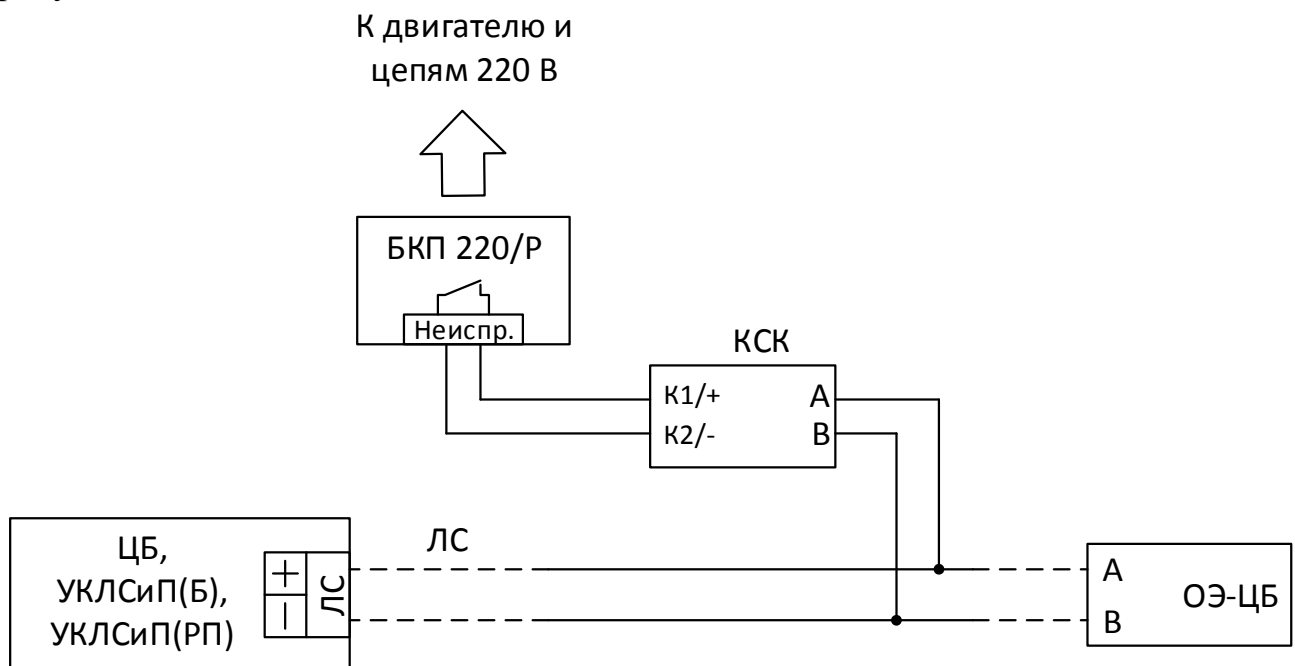 К двигателю и
цепям 220 В
БКП 220/Р
Неиспр.
КСК
К1/+ А
К2/- В
ЦБ,
УКЛСиП(Б),
УКЛСиП(РП)
+
−
ЛС
ЛС
А
В
ОЭ-ЦБ